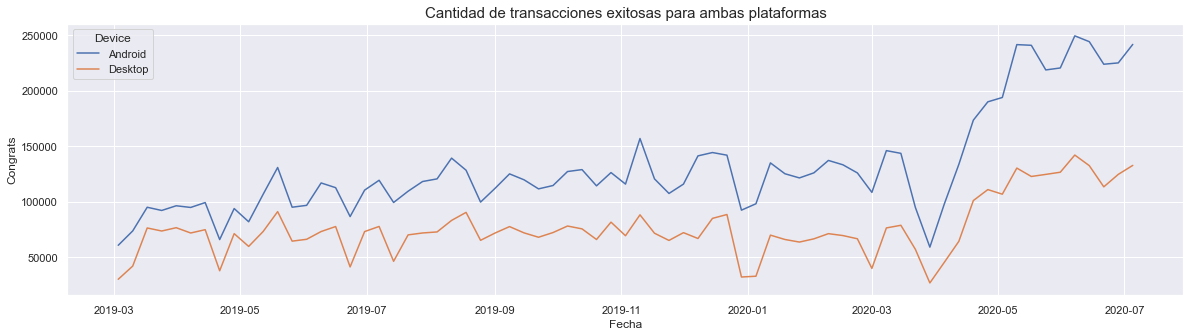 Cantidad de transacciones exitosas para ambas plataformas
Device
Android
Desktop
Congrats
250000
200000
150000
100000
50000
2019-03
2019-05
2019-07
2019-09
2019-11
2020-01
2020-03
2020-05
2020-07
Fecha